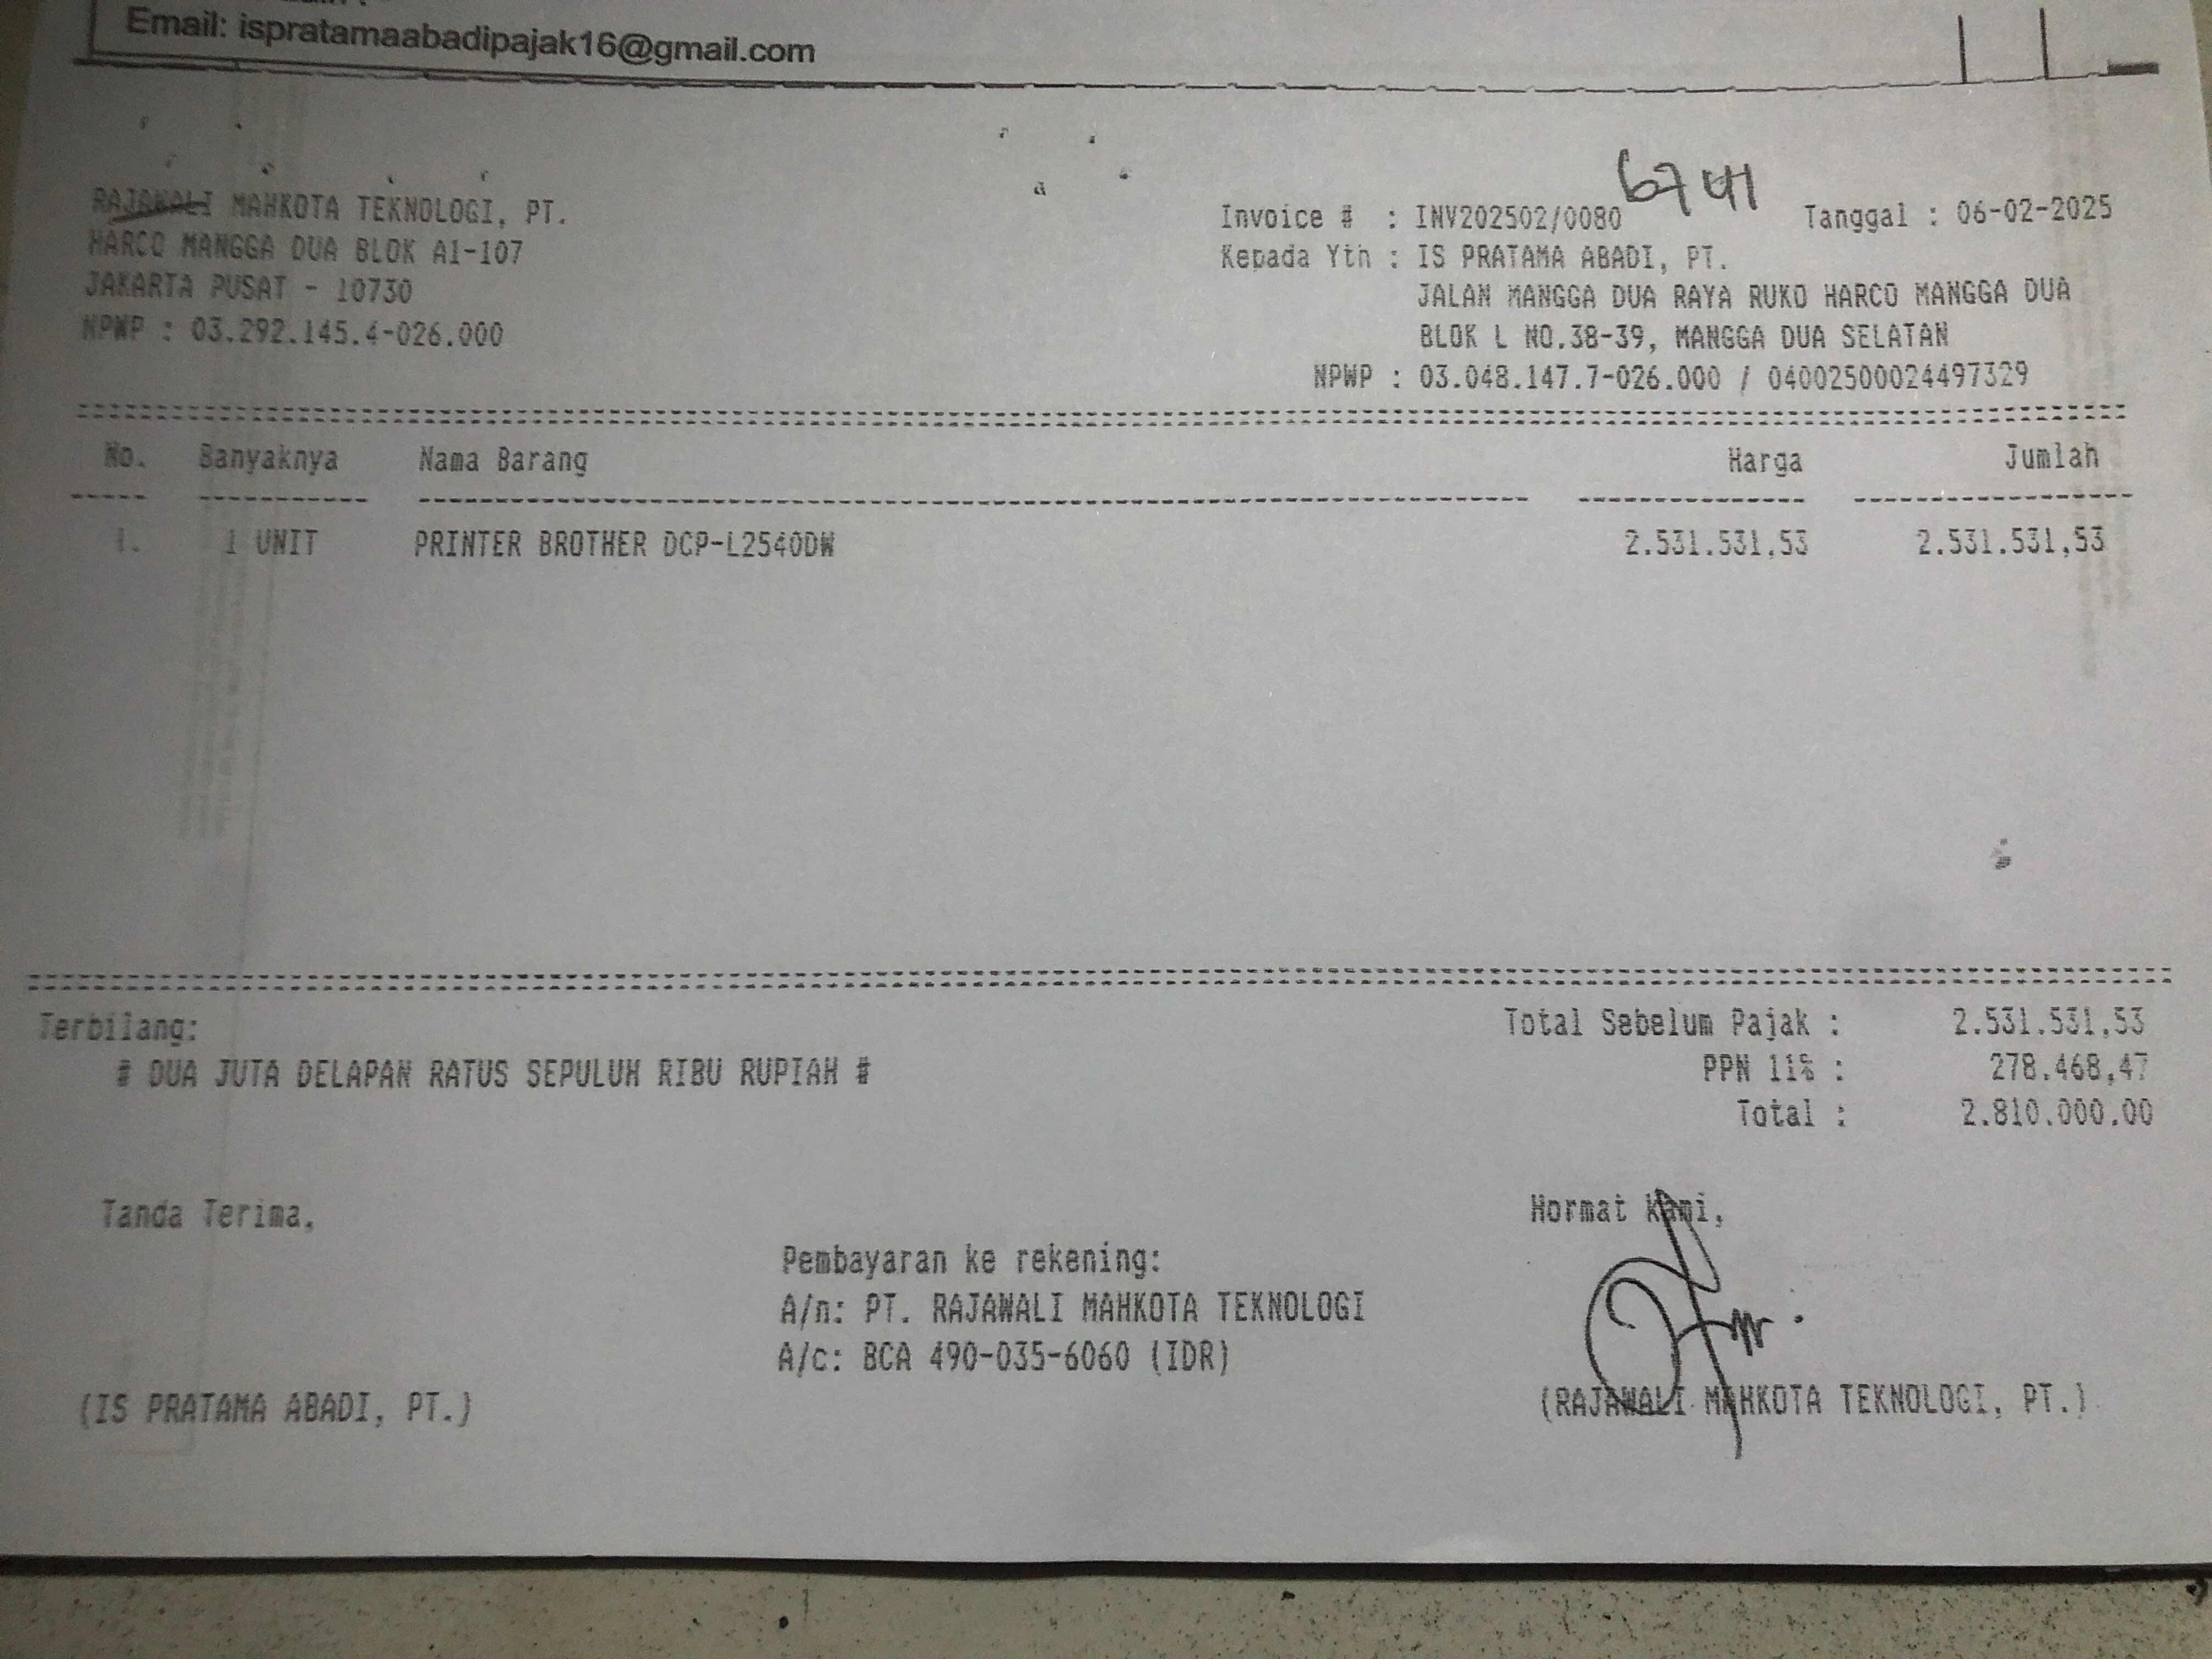 Email: ispratamaabadipajak16@gmail.com
6741
RAJAWALI MAHKOTA TEKNOLOGI, PT.
HARCO MANGGA DUA BLOK A1-107
JAKARTA PUSAT - 10730
NPWP : 03.292.145.4-026.000
Invoice # : INV202502/0080
Tanggal : 06-02-2025
Kepada Yth : IS PRATAMA ABADI, PT.
JALAN MANGGA DUA RAYA RUKO HARCO MANGGA DUA
BLOK L NO.38-39, MANGGA DUA SELATAN
NPWP : 03.048.147.7-026.000 / 04002500024497329
No. Banyaknya Nama Barang Harga Jumlah
1. 1 UNIT PRINTER BROTHER DCP-L2540DW 2.531.531,53 2.531.531,53
Terbilang:
# DUA JUTA DELAPAN RATUS SEPULUH RIBU RUPIAH #
Total Sebelum Pajak : 2.531.531,53
PPN 11% : 278.468,47
Total : 2.810.000.00
Tanda Terima,
(IS PRATAMA ABADI, PT.)
Pembayaran ke rekening:
A/n: PT. RAJAWALI MAHKOTA TEKNOLOGI
A/c: BCA 490-035-6060 (IDR)
Hormat Kami,
(RAJAWALI MAHKOTA TEKNOLOGI, PT.)